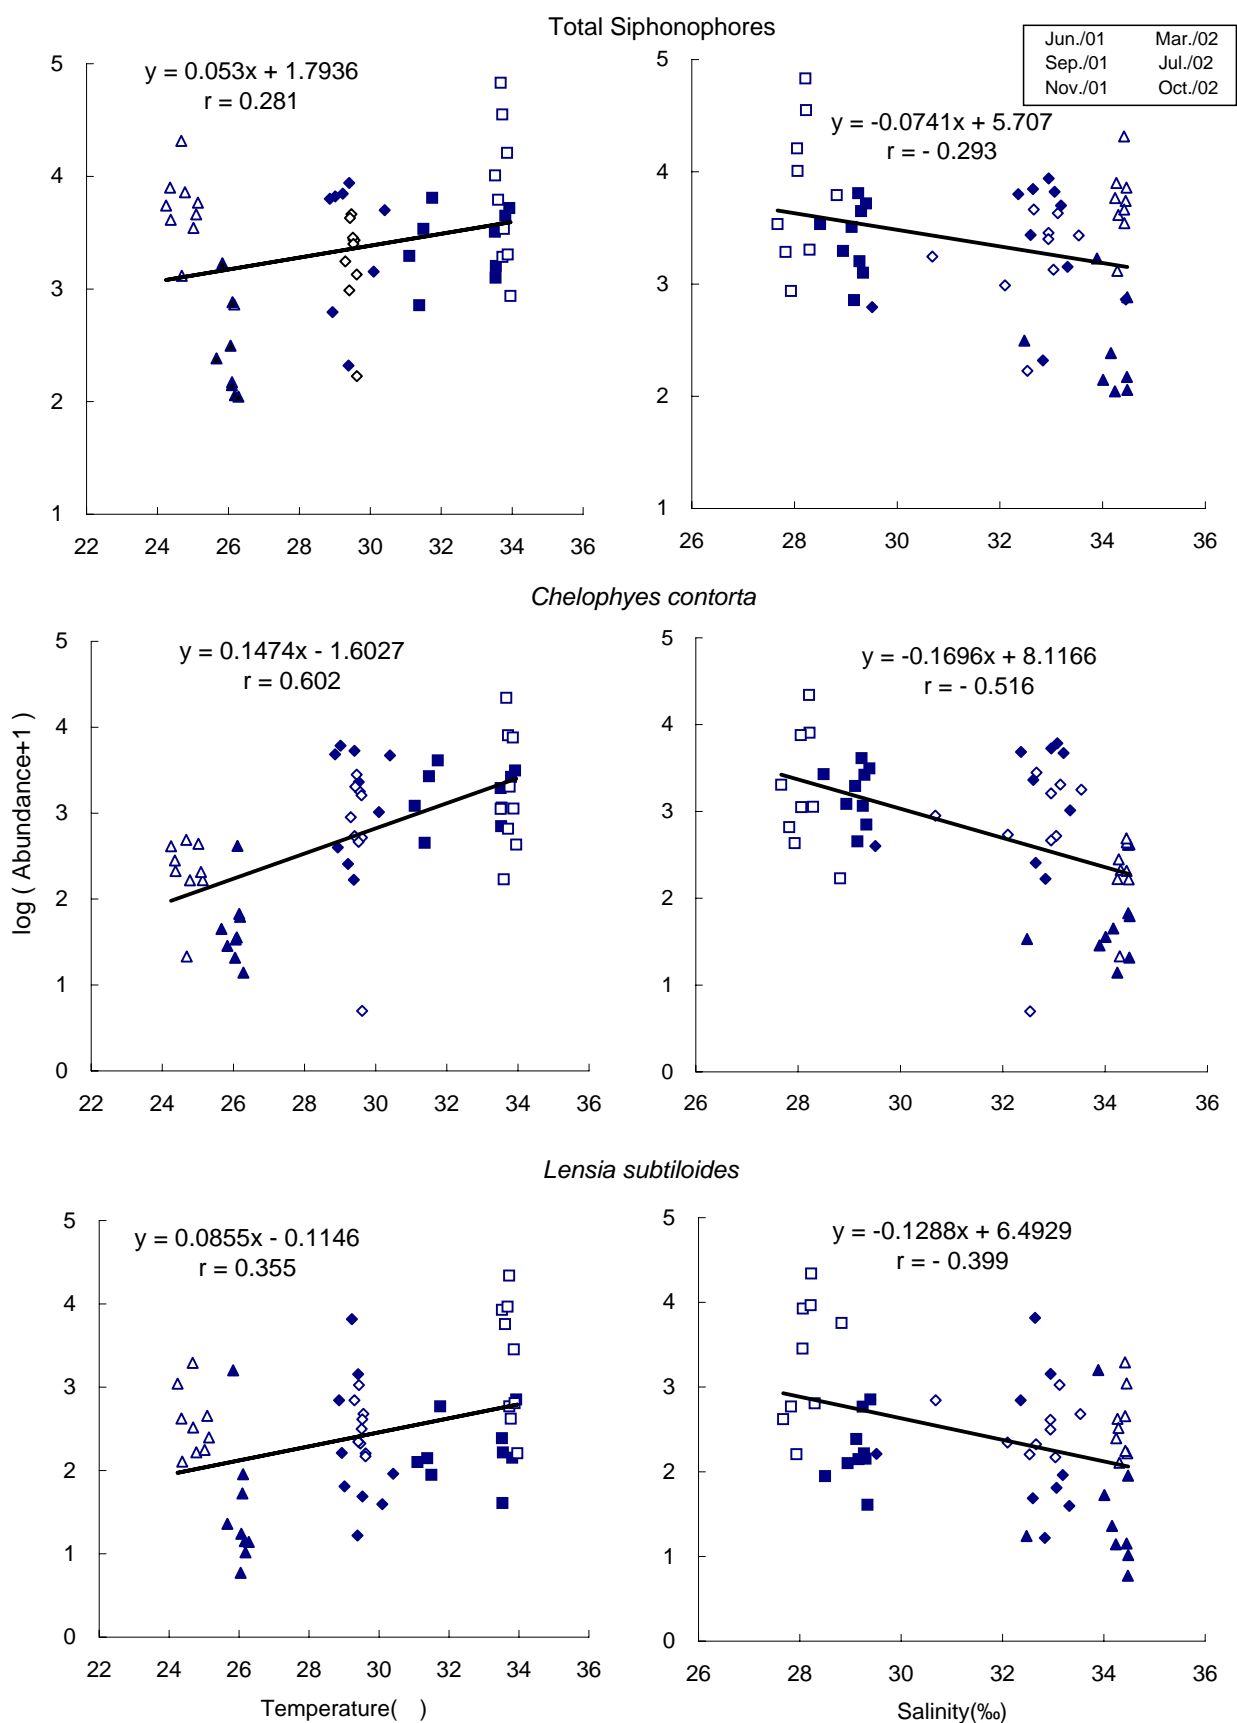 Total Siphonophores
Jun./01 Mar./02
Sep./01 Jul./02
Nov./01 Oct./02
y = 0.053x + 1.7936
r = 0.281
5
4
3
2
1
22 24 26 28 30 32 34 36
y = -0.0741x + 5.707
r = - 0.293
5
4
3
2
1
26 28 30 32 34 36
Chelophyes contorta
log ( Abundance+1 )
y = 0.1474x - 1.6027
r = 0.602
5
4
3
2
1
0
22 24 26 28 30 32 34 36
y = -0.1696x + 8.1166
r = - 0.516
5
4
3
2
1
0
26 28 30 32 34 36
Lensia subtiloides
y = 0.0855x - 0.1146
r = 0.355
5
4
3
2
1
0
22 24 26 28 30 32 34 36
Temperature( )
y = -0.1288x + 6.4929
r = - 0.399
5
4
3
2
1
0
26 28 30 32 34 36
Salinity(‰)